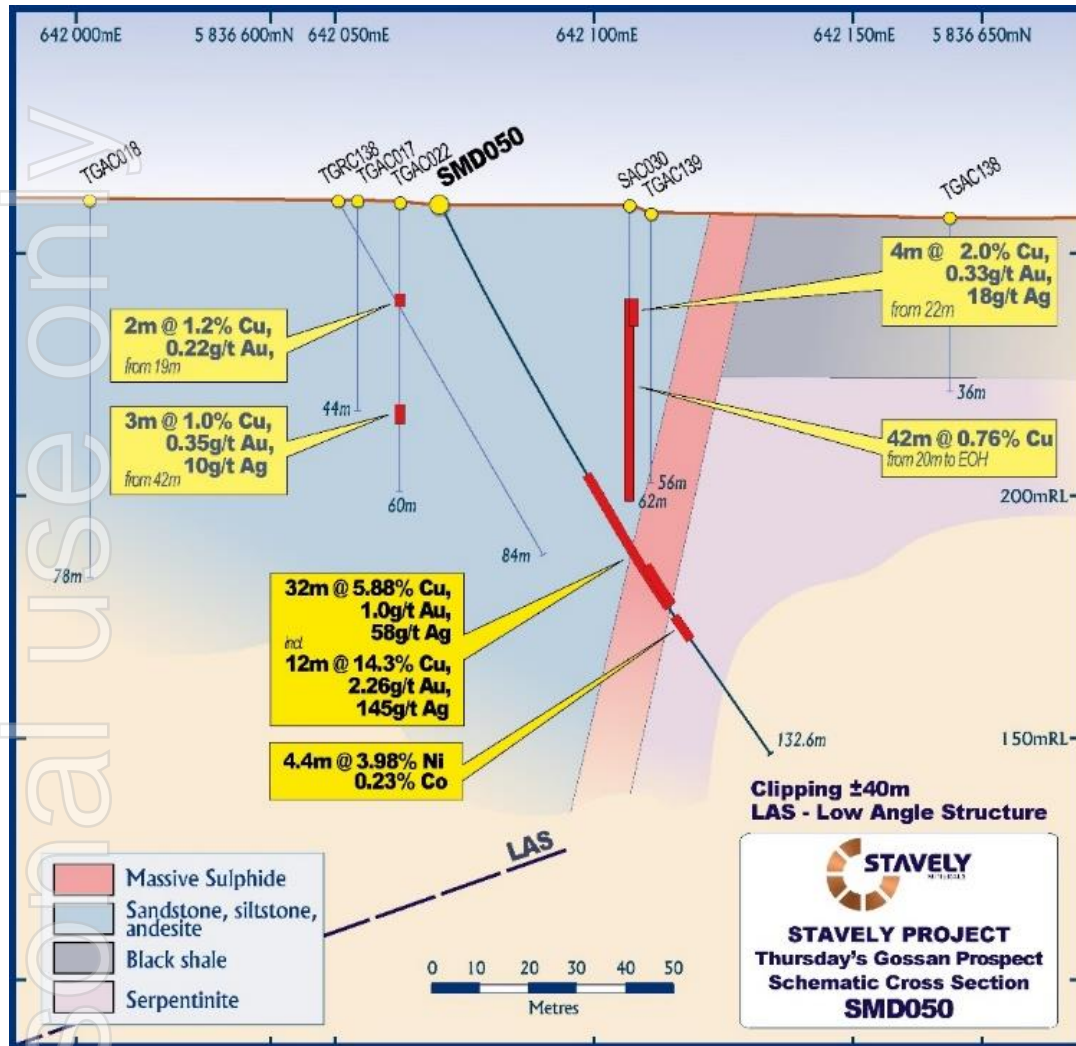 642 000mE 5 836 600mN 642 050mE 642 100mE 642 150mE 5 836 650mN
TGAC018
TGRC138
TGAC017
TGAC022
SMD050
SAC030
TGAC139
TGAC138
4m @ 2.0% Cu,
0.33g/t Au,
18g/t Ag
from 22m
2m @ 1.2% Cu,
0.22g/t Au,
from 19m
36m
44m
3m @ 1.0% Cu,
0.35g/t Au,
10g/t Ag
from 42m
42m @ 0.76% Cu
from 20m to EOH
56m
62m
60m
200mRL
84m
78m
32m @ 5.88% Cu,
1.0g/t Au,
58g/t Ag
incl
12m @ 14.3% Cu,
2.26g/t Au,
145g/t Ag
132.6m
150mRL
4.4m @ 3.98% Ni
0.23% Co
Clipping ±40m
LAS - Low Angle Structure
LAS
Massive Sulphide
Sandstone, siltstone,
andesite
Black shale
Serpentinite
0 10 20 30 40 50
Metres
STAVELY
MINERALS
STAVELY PROJECT
Thursday's Gossan Prospect
Schematic Cross Section
SMD050
sonal use only